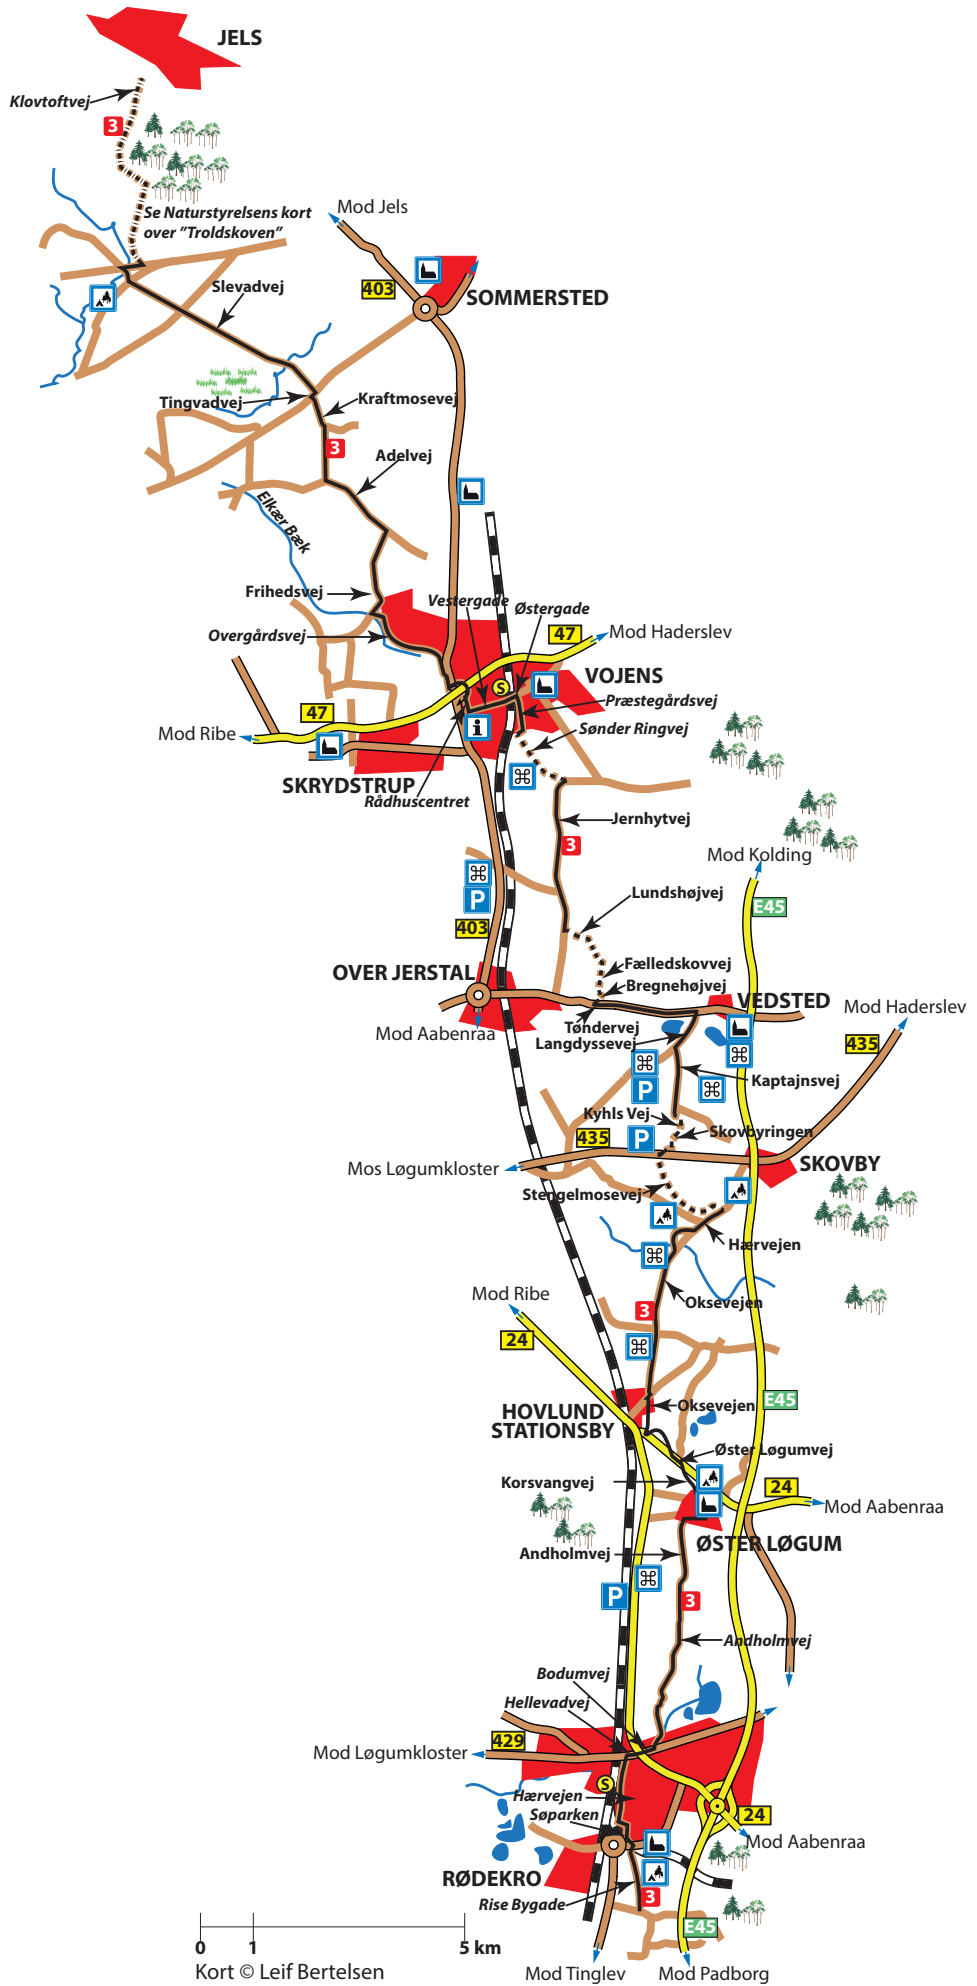 JELS
Klovtoftvej
3
Se Naturstyrelsens kort
over ”Troldskoven”
Mod Jels
403
SOMMERSTED
Slevadvej
Tingvadvej
Kraftmosevej
3
Adelvej
Elkær Bæk
Frihedsvej
Vestergade
Østergade
Overgårdsvej
47
Mod Haderslev
VOJENS
S
Præstegårdsvej
47
Mod Ribe
i
Sønder Ringvej
SKRYDSTRUP
Rådhuscentret
⌘
Jernhytvej
3
Mod Kolding
⌘
P
Lundshøjvej
E45
403
OVER JERSTAL
Fælledskovvej
Bregnehøjvej
VEDSTED
Mod Haderslev
Tøndervej
Mod Aabenraa
Langdyssevej
435
⌘
⌘
Kaptajnsvej
P
⌘
Kyhls Vej
Skovbyringen
435
P
Mos Løgumkloster
SKOVBY
Stengelmosevej
Hærvejen
⌘
Oksevejen
Mod Ribe
3
24
⌘
E45
HOVLUND
STATIONSBY
Oksevejen
Øster Løgumvej
Korsvangvej
24
Mod Aabenraa
ØSTER LØGUM
Andholmvej
⌘
P
3
Andholmvej
Bodumvej
Hellevadvej
429
Mod Løgumkloster
S
Hærvejen
Søparken
24
Mod Aabenraa
RØDEKRO
Rise Bygade
3
E45
0 1 5 km
Kort © Leif Bertelsen
Mod Tinglev
Mod Padborg